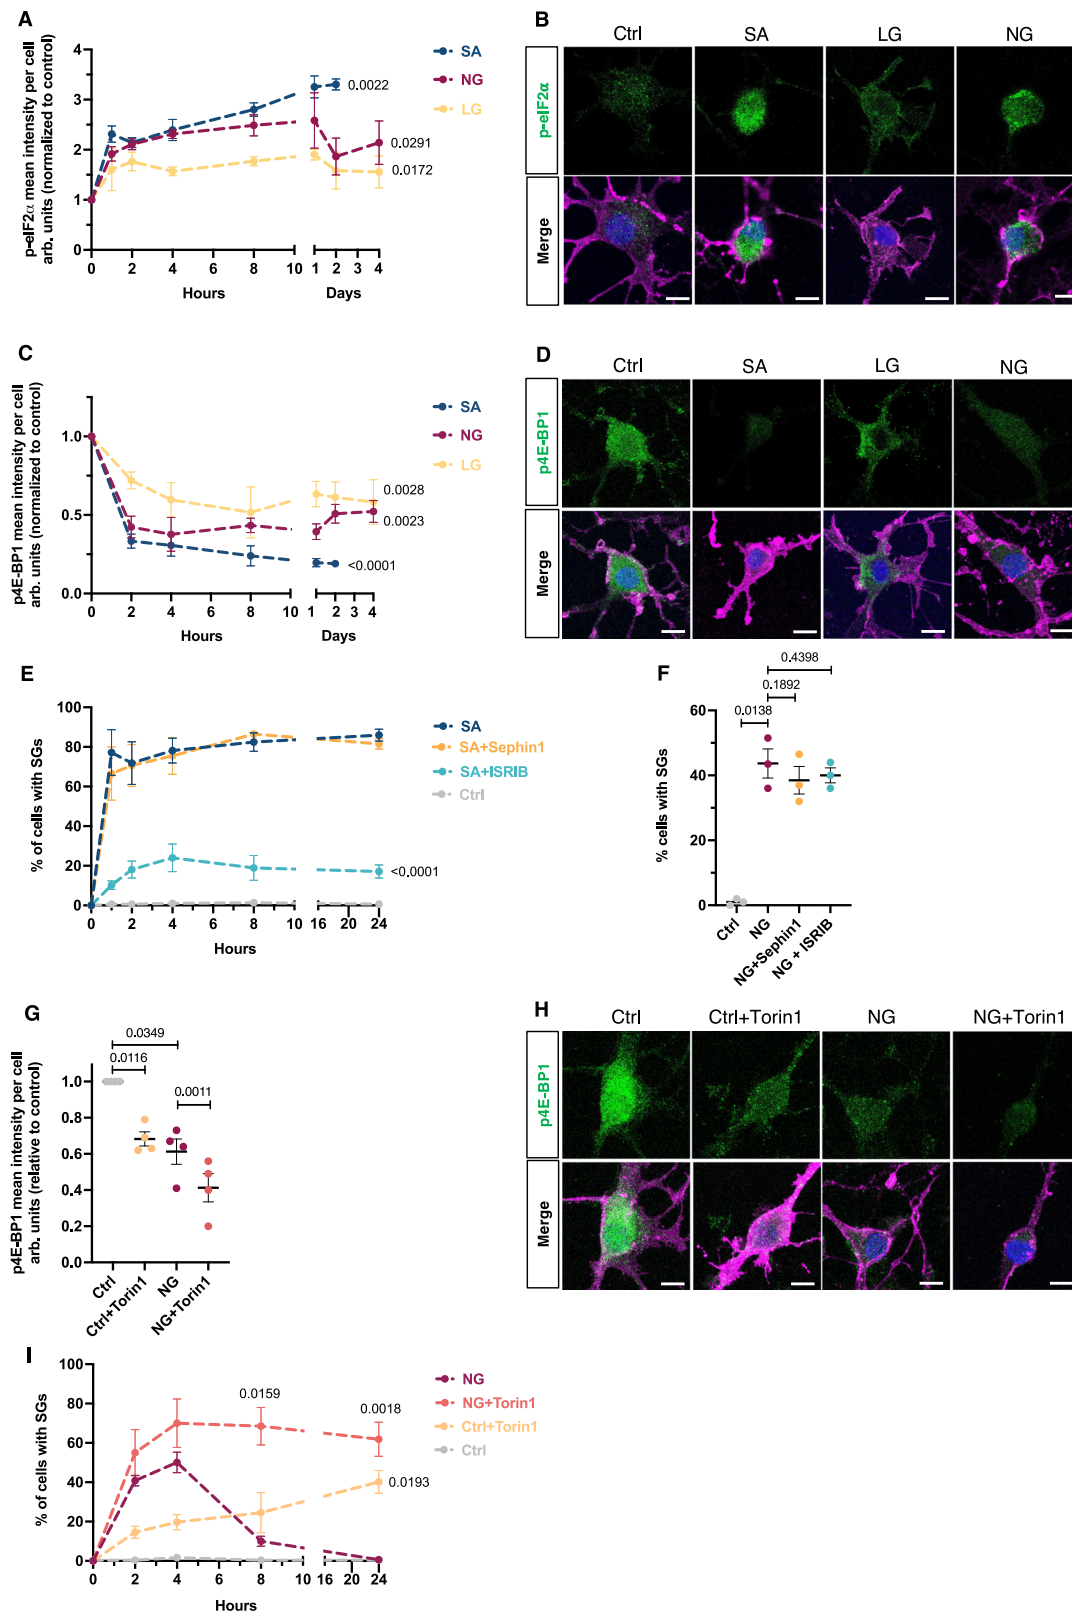 A
p-eIF2α mean intensity per cell
arb. units (normalized to control)
4
3
2
1
0
0 2 4 6 8 10 1 2 3 4
Hours Days
SA
NG
LG
0.0022
0.0291
0.0172
B
Ctrl SA LG NG
p-eIF2α
Merge
C
p4E-BP1 mean intensity per cell
arb. units (normalized to control)
1.0
0.5
0.0
0 2 4 6 8 10 1 2 3 4
Hours Days
SA
NG
LG
0.0028
0.0023
<0.0001
D
Ctrl SA LG NG
p4E-BP1
Merge
E
% of cells with SGs
100
80
60
40
20
0
0 2 4 6 8 10 16 20 24
Hours
SA
SA+Sephin1
SA+ISRIB
Ctrl
<0.0001
F
% cells with SGs
60
40
20
0
0.4398
0.1892
0.0138
Ctrl
NG
NG+Sephin1
NG + ISRIB
G
p4E-BP1 mean intensity per cell
arb. units (relative to control)
1.0
0.8
0.6
0.4
0.2
0.0
0.0349
0.0116
0.0011
Ctrl
Ctrl+Torin1
NG
NG+Torin1
H
Ctrl Ctrl+Torin1 NG NG+Torin1
p4E-BP1
Merge
I
% of cells with SGs
100
80
60
40
20
0
0 2 4 6 8 10 16 20 24
Hours
NG
NG+Torin1
Ctrl+Torin1
Ctrl
0.0159
0.0018
0.0193